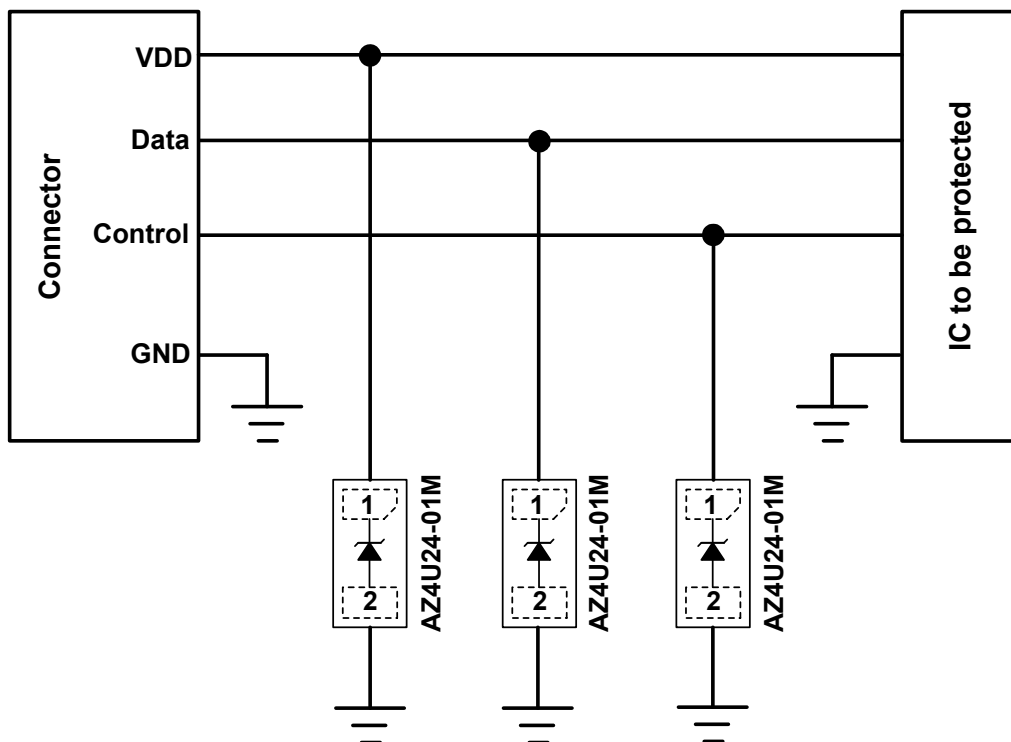 Connector
VDD
Data
Control
GND
IC to be protected
1
2
AZ4U24-01M
1
2
AZ4U24-01M
1
2
AZ4U24-01M